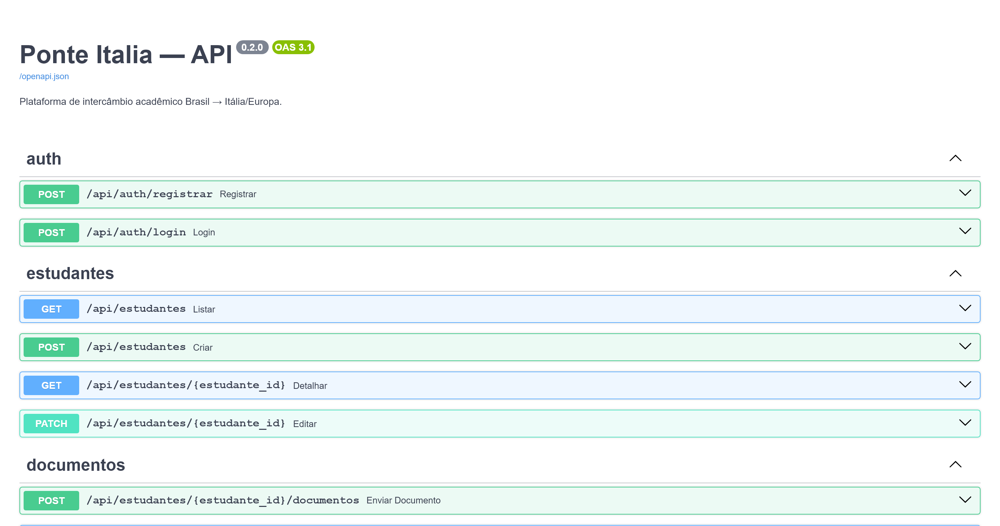 Ponte Italia — API 0.2.0 OAS 3.1
/openapi.json
Plataforma de intercâmbio acadêmico Brasil → Itália/Europa.
auth
POST /api/auth/registrar Registrar
POST /api/auth/login Login
estudantes
GET /api/estudantes Listar
POST /api/estudantes Criar
GET /api/estudantes/{estudante_id} Detalhar
PATCH /api/estudantes/{estudante_id} Editar
documentos
POST /api/estudantes/{estudante_id}/documentos Enviar Documento